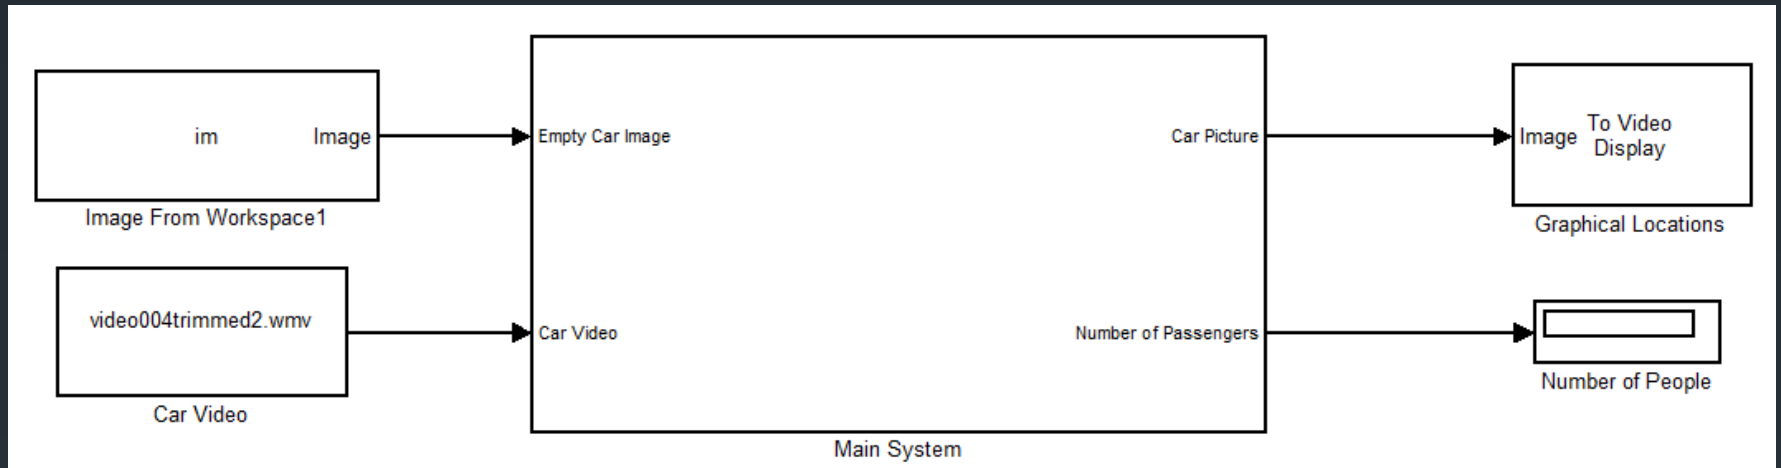 im
Image
Image From Workspace1
video004trimmed2.wmv
Car Video
Empty Car Image
Car Video
Car Picture
Number of Passengers
Main System
Image
To Video
Display
Graphical Locations
Number of People